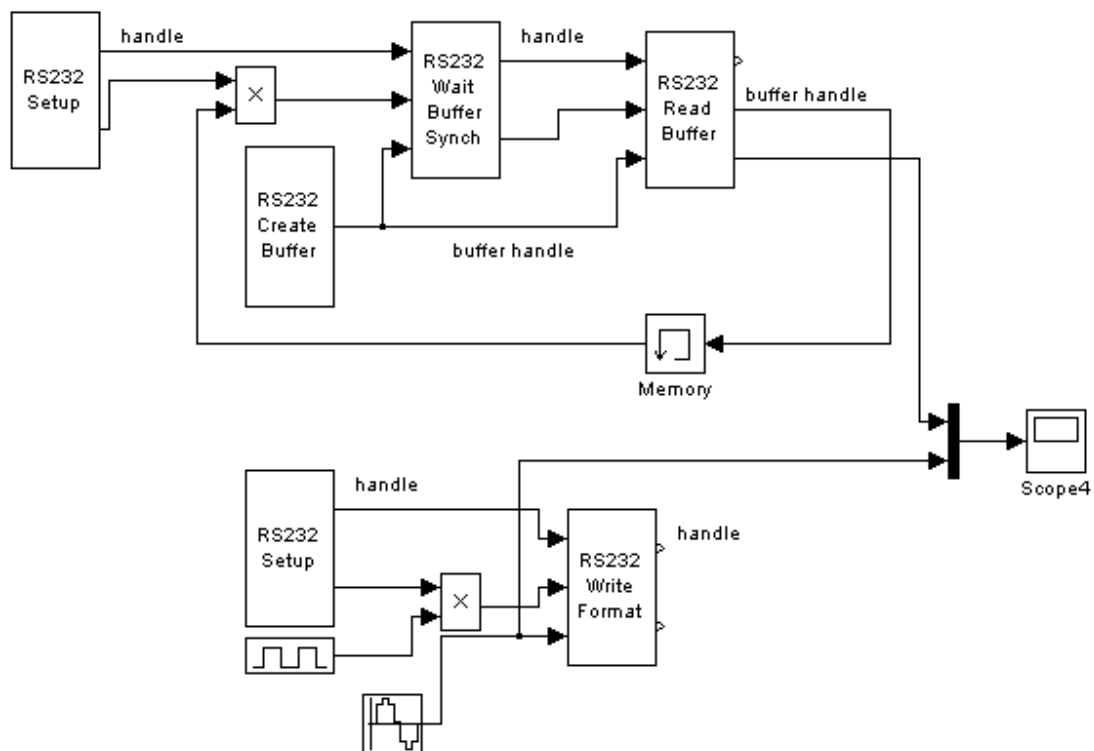 handle
handle
RS232
Setup
×
RS232
Wait
Buffer
Synch
RS232
Read
Buffer
buffer handle
RS232
Create
Buffer
buffer handle
Memory
Scope4
handle
handle
RS232
Setup
×
RS232
Write
Format